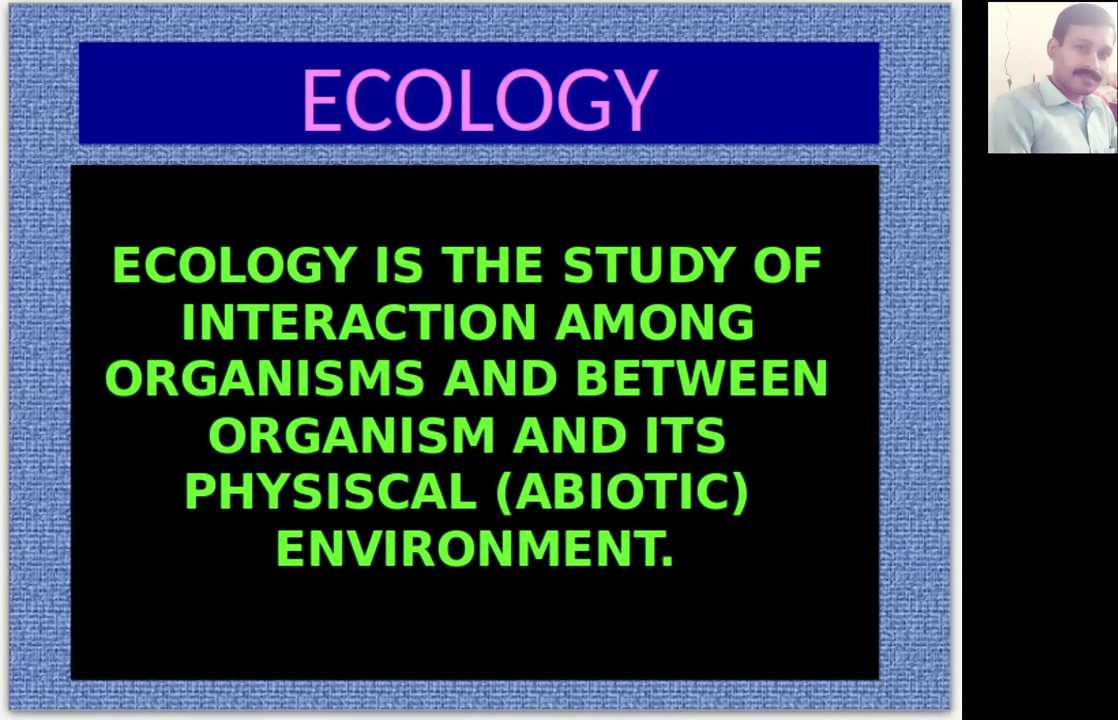 ECOLOGY
ECOLOGY IS THE STUDY OF
INTERACTION AMONG
ORGANISMS AND BETWEEN
ORGANISM AND ITS
PHYSISCAL (ABIOTIC)
ENVIRONMENT.